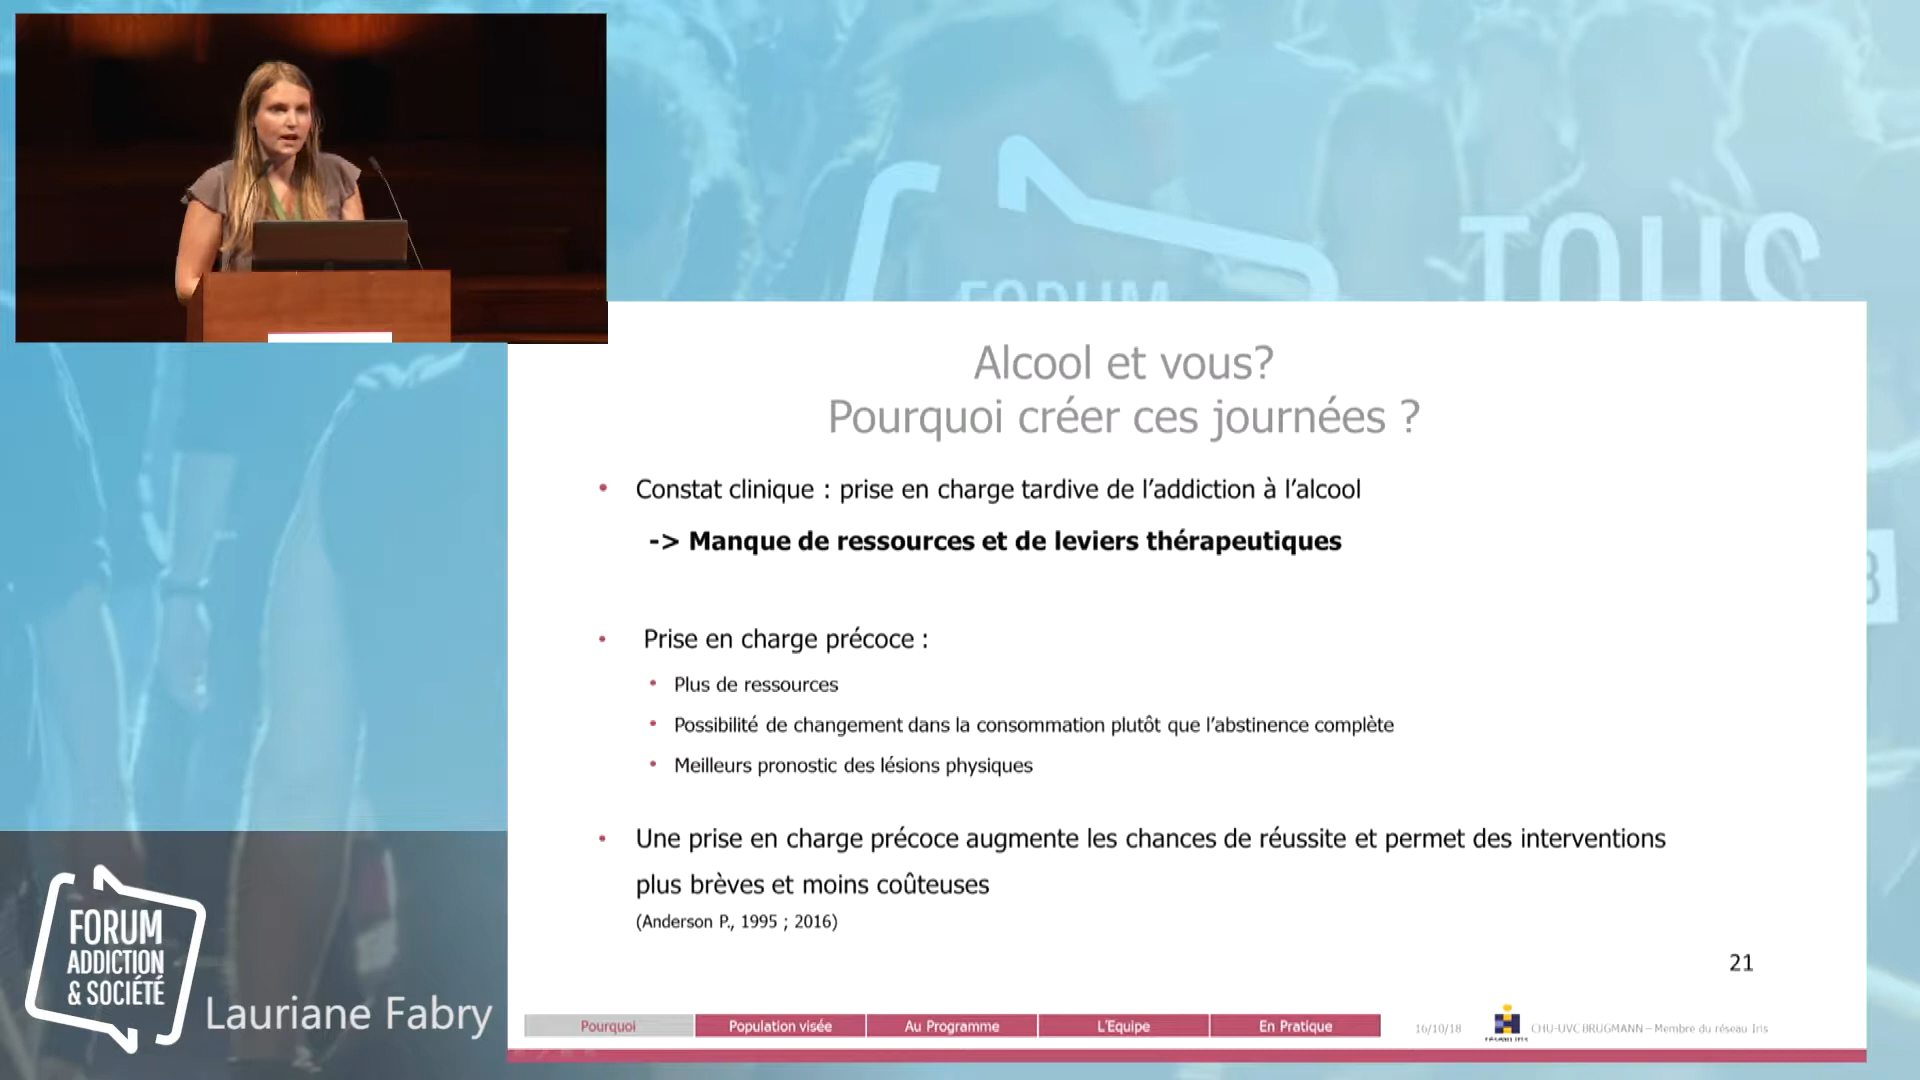 FORUM
TOUS
Alcool et vous?
Pourquoi créer ces journées ?
• Constat clinique : prise en charge tardive de l'addiction à l'alcool
-> Manque de ressources et de leviers thérapeutiques
• Prise en charge précoce :
• Plus de ressources
• Possibilité de changement dans la consommation plutôt que l'abstinence complète
• Meilleurs pronostic des lésions physiques
• Une prise en charge précoce augmente les chances de réussite et permet des interventions
plus brèves et moins coûteuses
(Anderson P., 1995 ; 2016)
21
Pourquoi
Population visée
Au Programme
L'Equipe
En Pratique
16/10/18
CHU-UVC BRUGMANN – Membre du réseau Iris
FORUM
ADDICTION
& SOCIÉTÉ
Lauriane Fabry